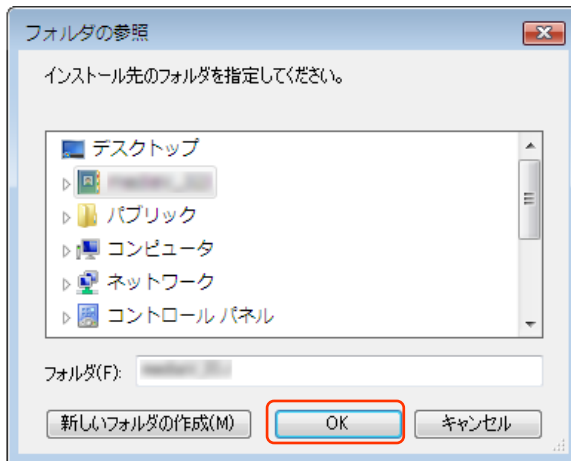 フォルダの参照
インストール先のフォルダを指定してください。
デスクトップ
パブリック
コンピュータ
ネットワーク
コントロール パネル
フォルダ(F):
新しいフォルダの作成(M) OK キャンセル